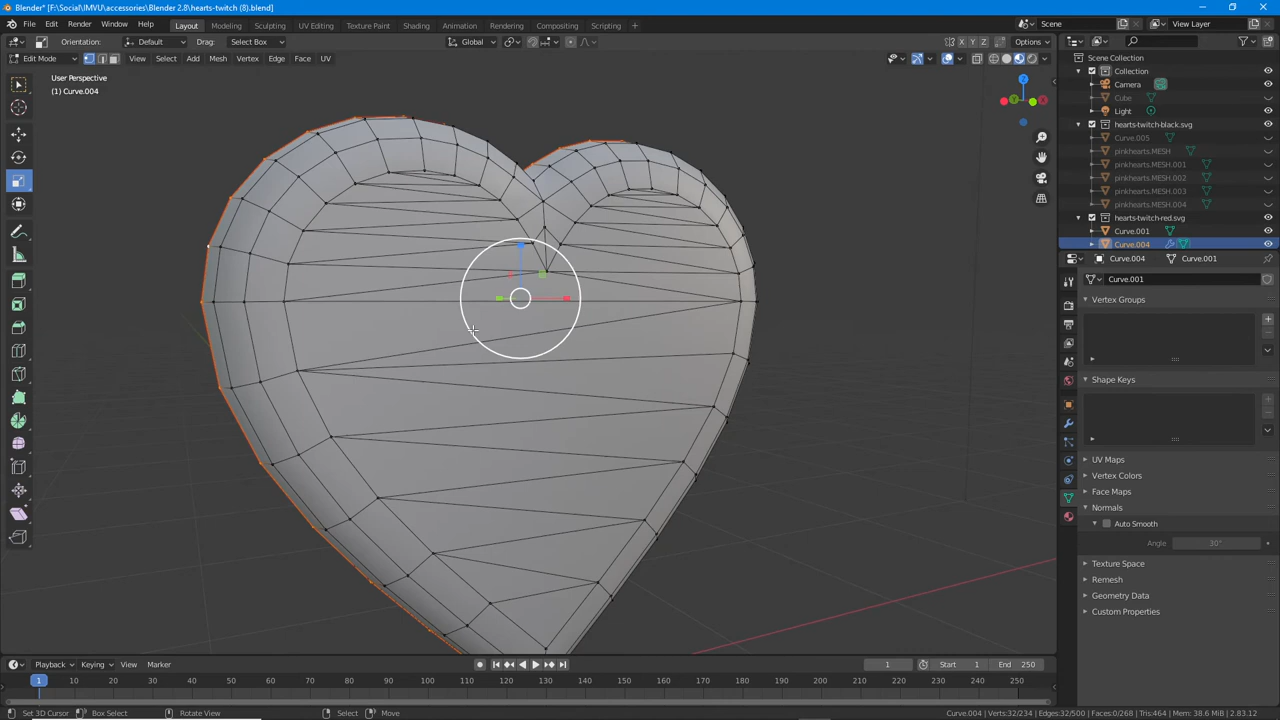 Blender* [F:\Social\IMVU\accessories\Blender 2.8\hearts-twitch (8).blend]
File Edit Render Window Help Layout Modeling Sculpting UV Editing Texture Paint Shading Animation Rendering Compositing Scripting + Scene View Layer
Orientation: Default Drag: Select Box Global X Y Z Options
Edit Mode View Select Add Mesh Vertex Edge Face UV
User Perspective
(1) Curve.004
Z
Y
X
Scene Collection
Collection
Camera
Cube
Light
hearts-twitch-black.svg
Curve.005
pinkhearts.MESH
pinkhearts.MESH.001
pinkhearts.MESH.002
pinkhearts.MESH.003
pinkhearts.MESH.004
hearts-twitch-red.svg
Curve.001
Curve.004
Curve.004 Curve.001
Curve.001
Vertex Groups
Shape Keys
UV Maps
Vertex Colors
Face Maps
Normals
Auto Smooth
Angle 30°
Texture Space
Remesh
Geometry Data
Custom Properties
Playback Keying View Marker 1 Start 1 End 250
1 10 20 30 40 50 60 70 80 90 100 110 120 130 140 150 160 170 180 190 200 210 220 230 240 250
Set 3D Cursor Box Select Rotate View Select Move Curve.004 | Verts:32/234 | Edges:32/500 | Faces:0/268 | Tris:464 | Mem: 38.6 MiB | 2.83.12